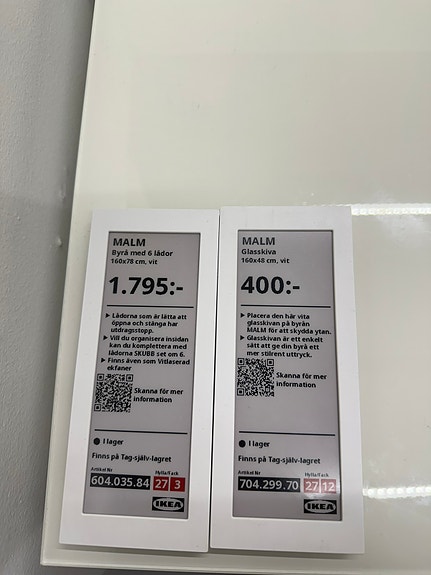 MALM
Byrå med 6 lådor
160x78 cm, vit
1.795:-
▶ Lådorna som är lätta att
öppna och stänga har
utdragsstopp.
▶ Vill du organisera insidan
kan du komplettera med
lådorna SKUBB set om 6.
▶ Finns även som Vitlaserad
ekfaner
Skanna för mer
information
I lager
Finns på Tag-själv-lagret
Artikel Nr Hylla/Fack
604.035.84 27 3
IKEA
MALM
Glasskiva
160x48 cm, vit
400:-
▶ Placera den här vita
glasskivan på byrån
MALM för att skydda ytan.
▶ Glasskivan är ett enkelt
sätt att ge din byrå ett
mer stilrent uttryck.
Skanna för mer
information
I lager
Finns på Tag-själv-lagret
Artikel Nr Hylla/Fack
704.299.70 27 12
IKEA